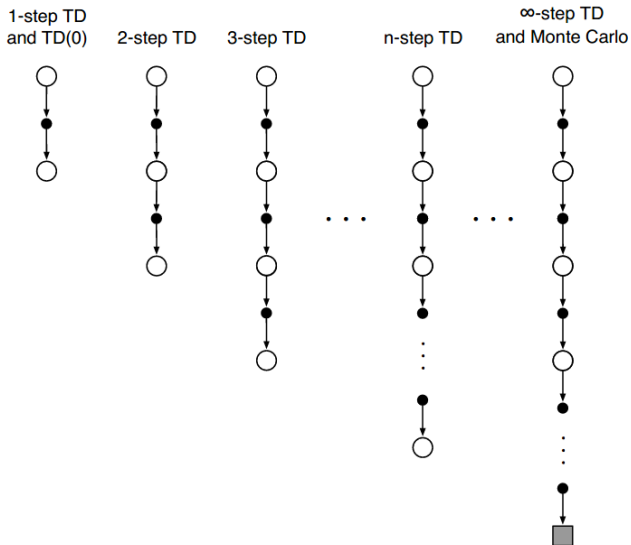 1-step TD
and TD(0)
2-step TD
3-step TD
n-step TD
∞-step TD
and Monte Carlo